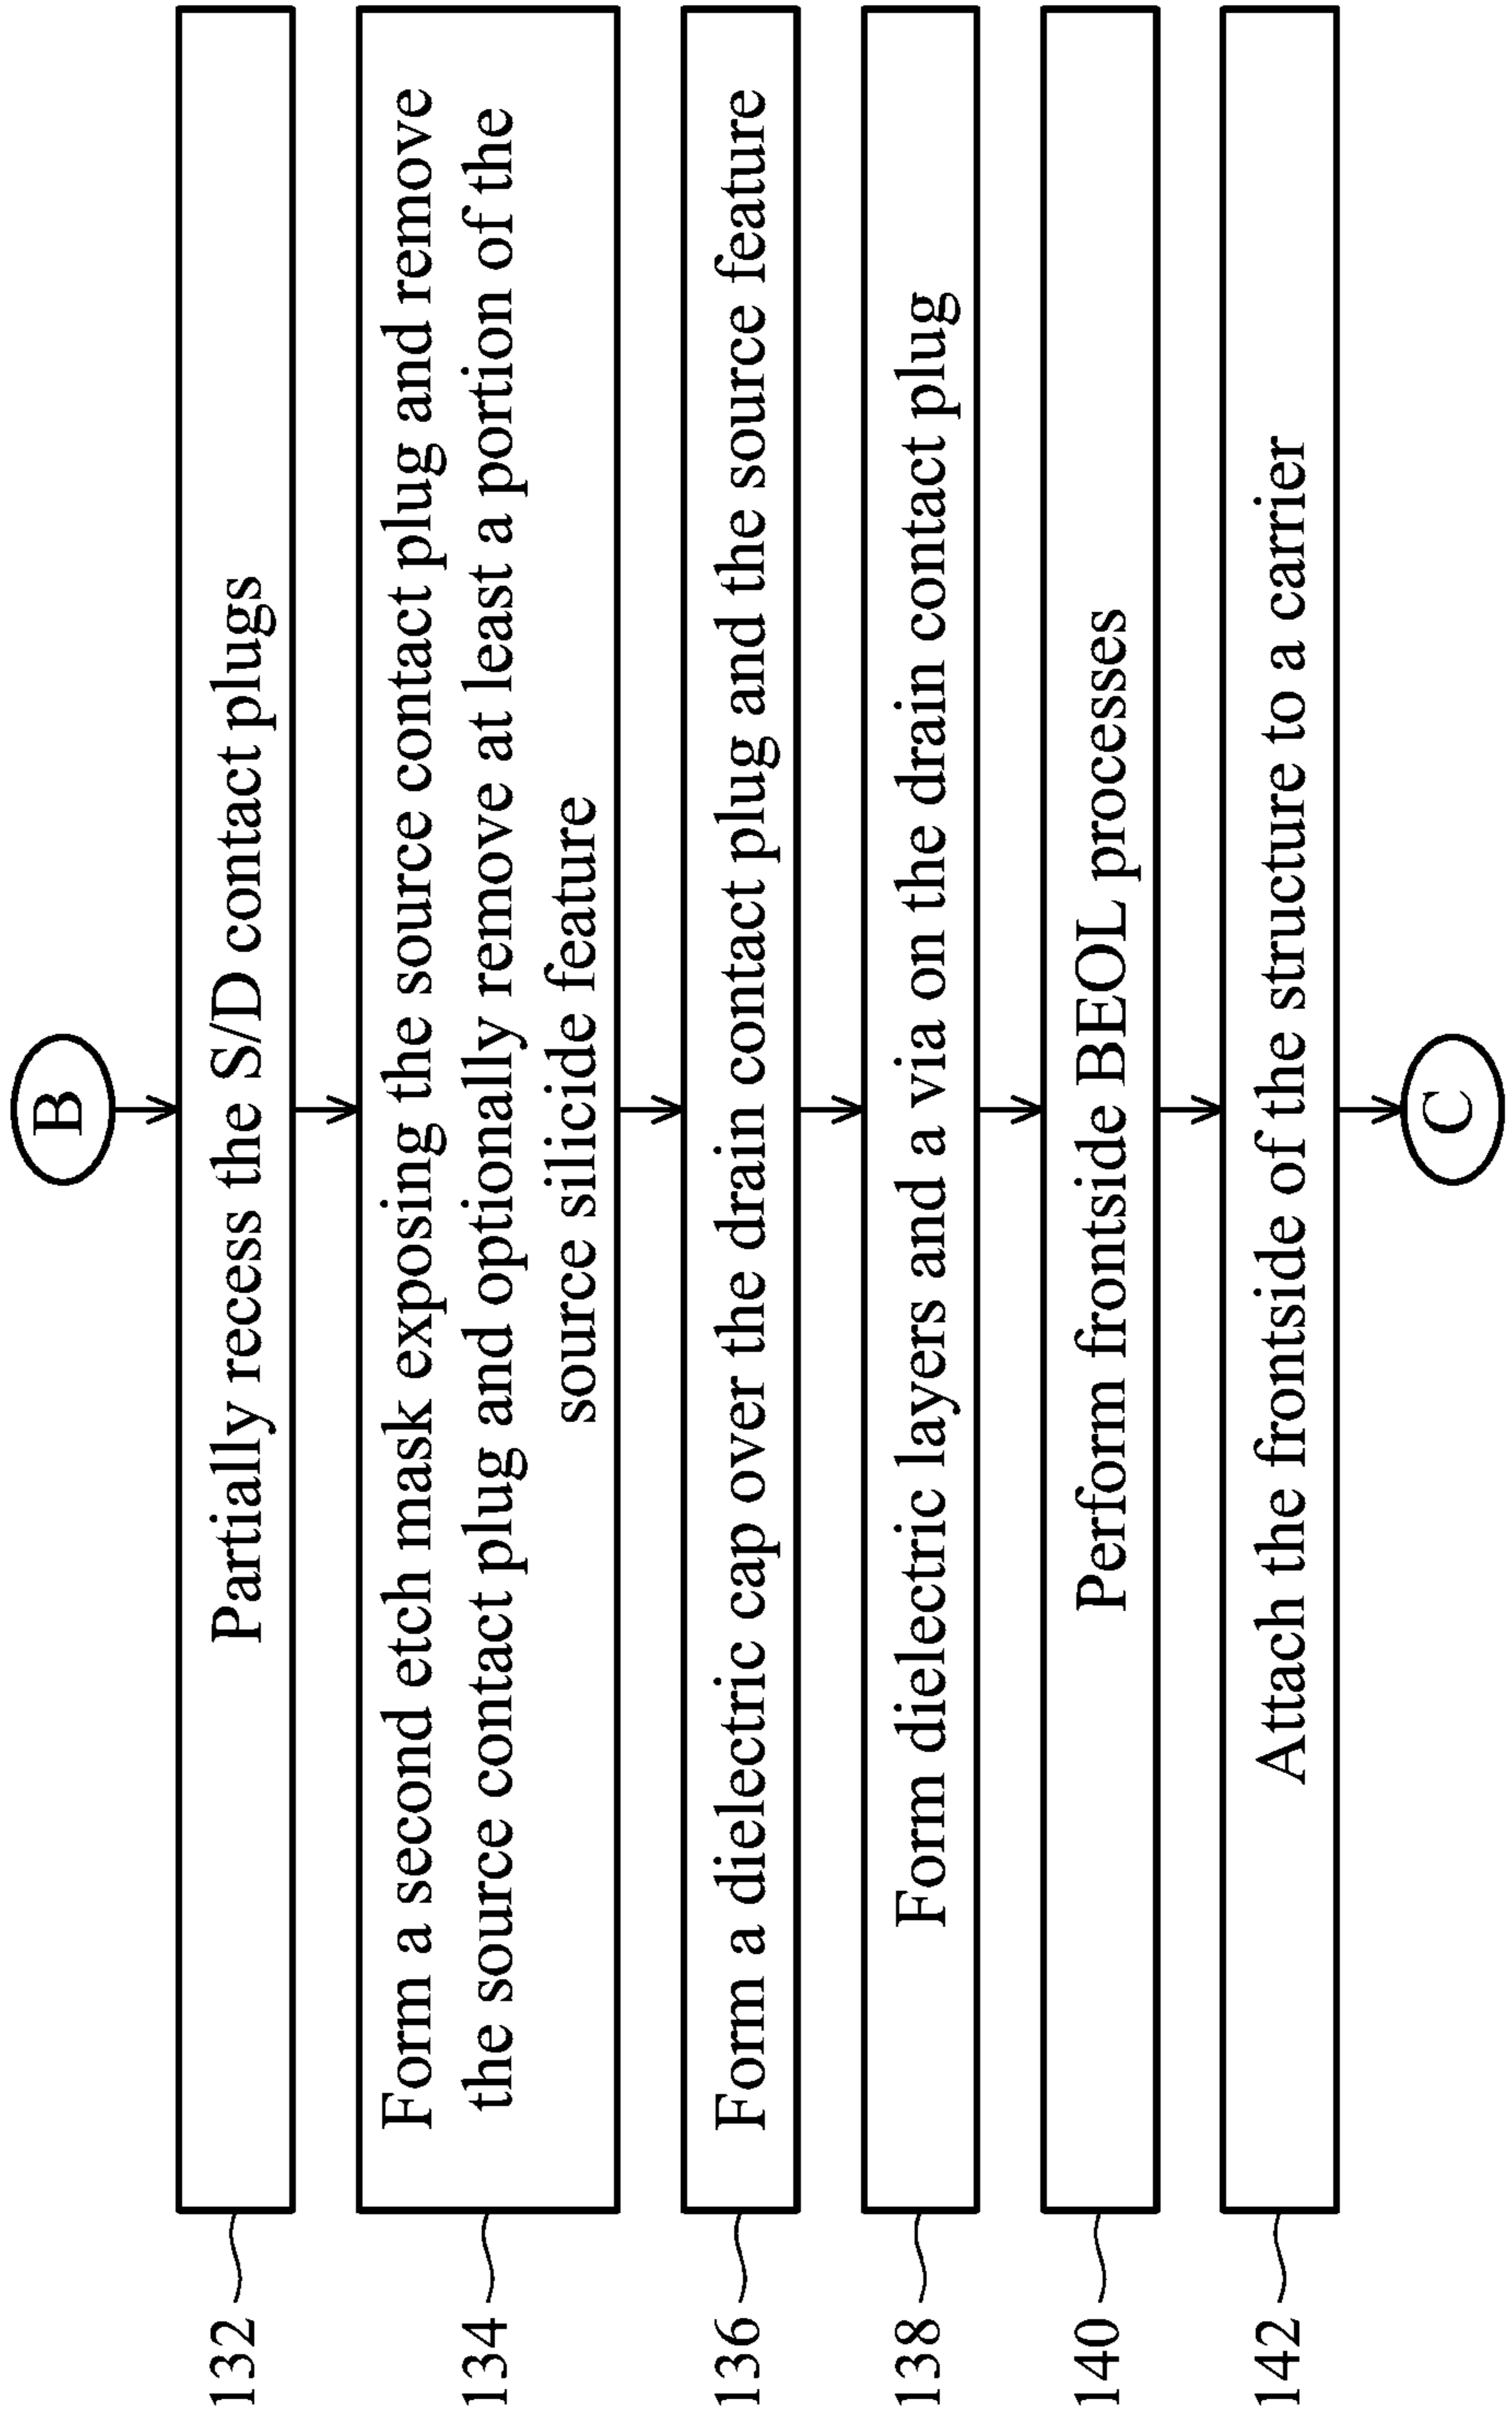 B
132
Partially recess the S/D contact plugs
134
Form a second etch mask exposing the source contact plug and remove
the source contact plug and optionally remove at least a portion of the
source silicide feature
136
Form a dielectric cap over the drain contact plug and the source feature
138
Form dielectric layers and a via on the drain contact plug
140
Perform frontside BEOL processes
142
Attach the frontside of the structure to a carrier
C